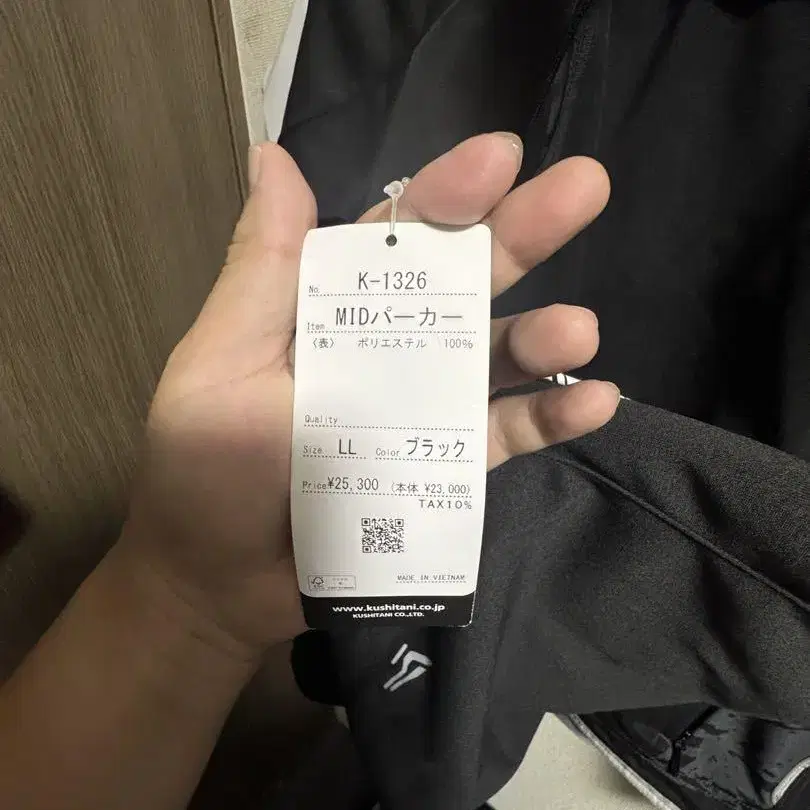 No. K-1326
Item MIDパーカー
〈表〉 ポリエステル 100%
Quality
Size LL Color ブラック
Price ¥25,300 (本体 ¥23,000)
TAX10%
MADE IN VIETNAM
www.kushitani.co.jp
KUSHITANI CO.,LTD.